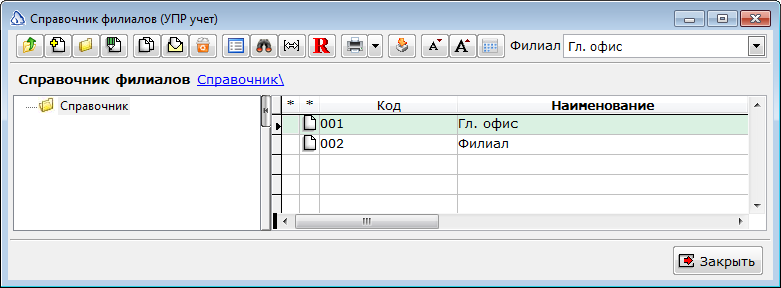 Справочник филиалов (УПР учет)
R А А Филиал Гл. офис
Справочник филиалов Справочник\
Справочник
* * Код Наименование
001 Гл. офис
002 Филиал
Закрыть